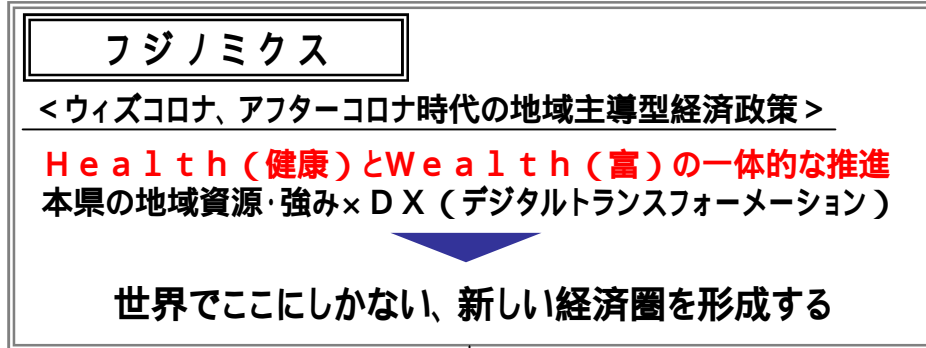 フジノミクス
<ウィズコロナ、アフターコロナ時代の地域主導型経済政策>
Ｈｅａｌｔｈ(健康)とＷｅａｌｔｈ(富)の一体的な推進
本県の地域資源･強み×ＤＸ(デジタルトランスフォーメーション)
世界でここにしかない、新しい経済圏を形成する